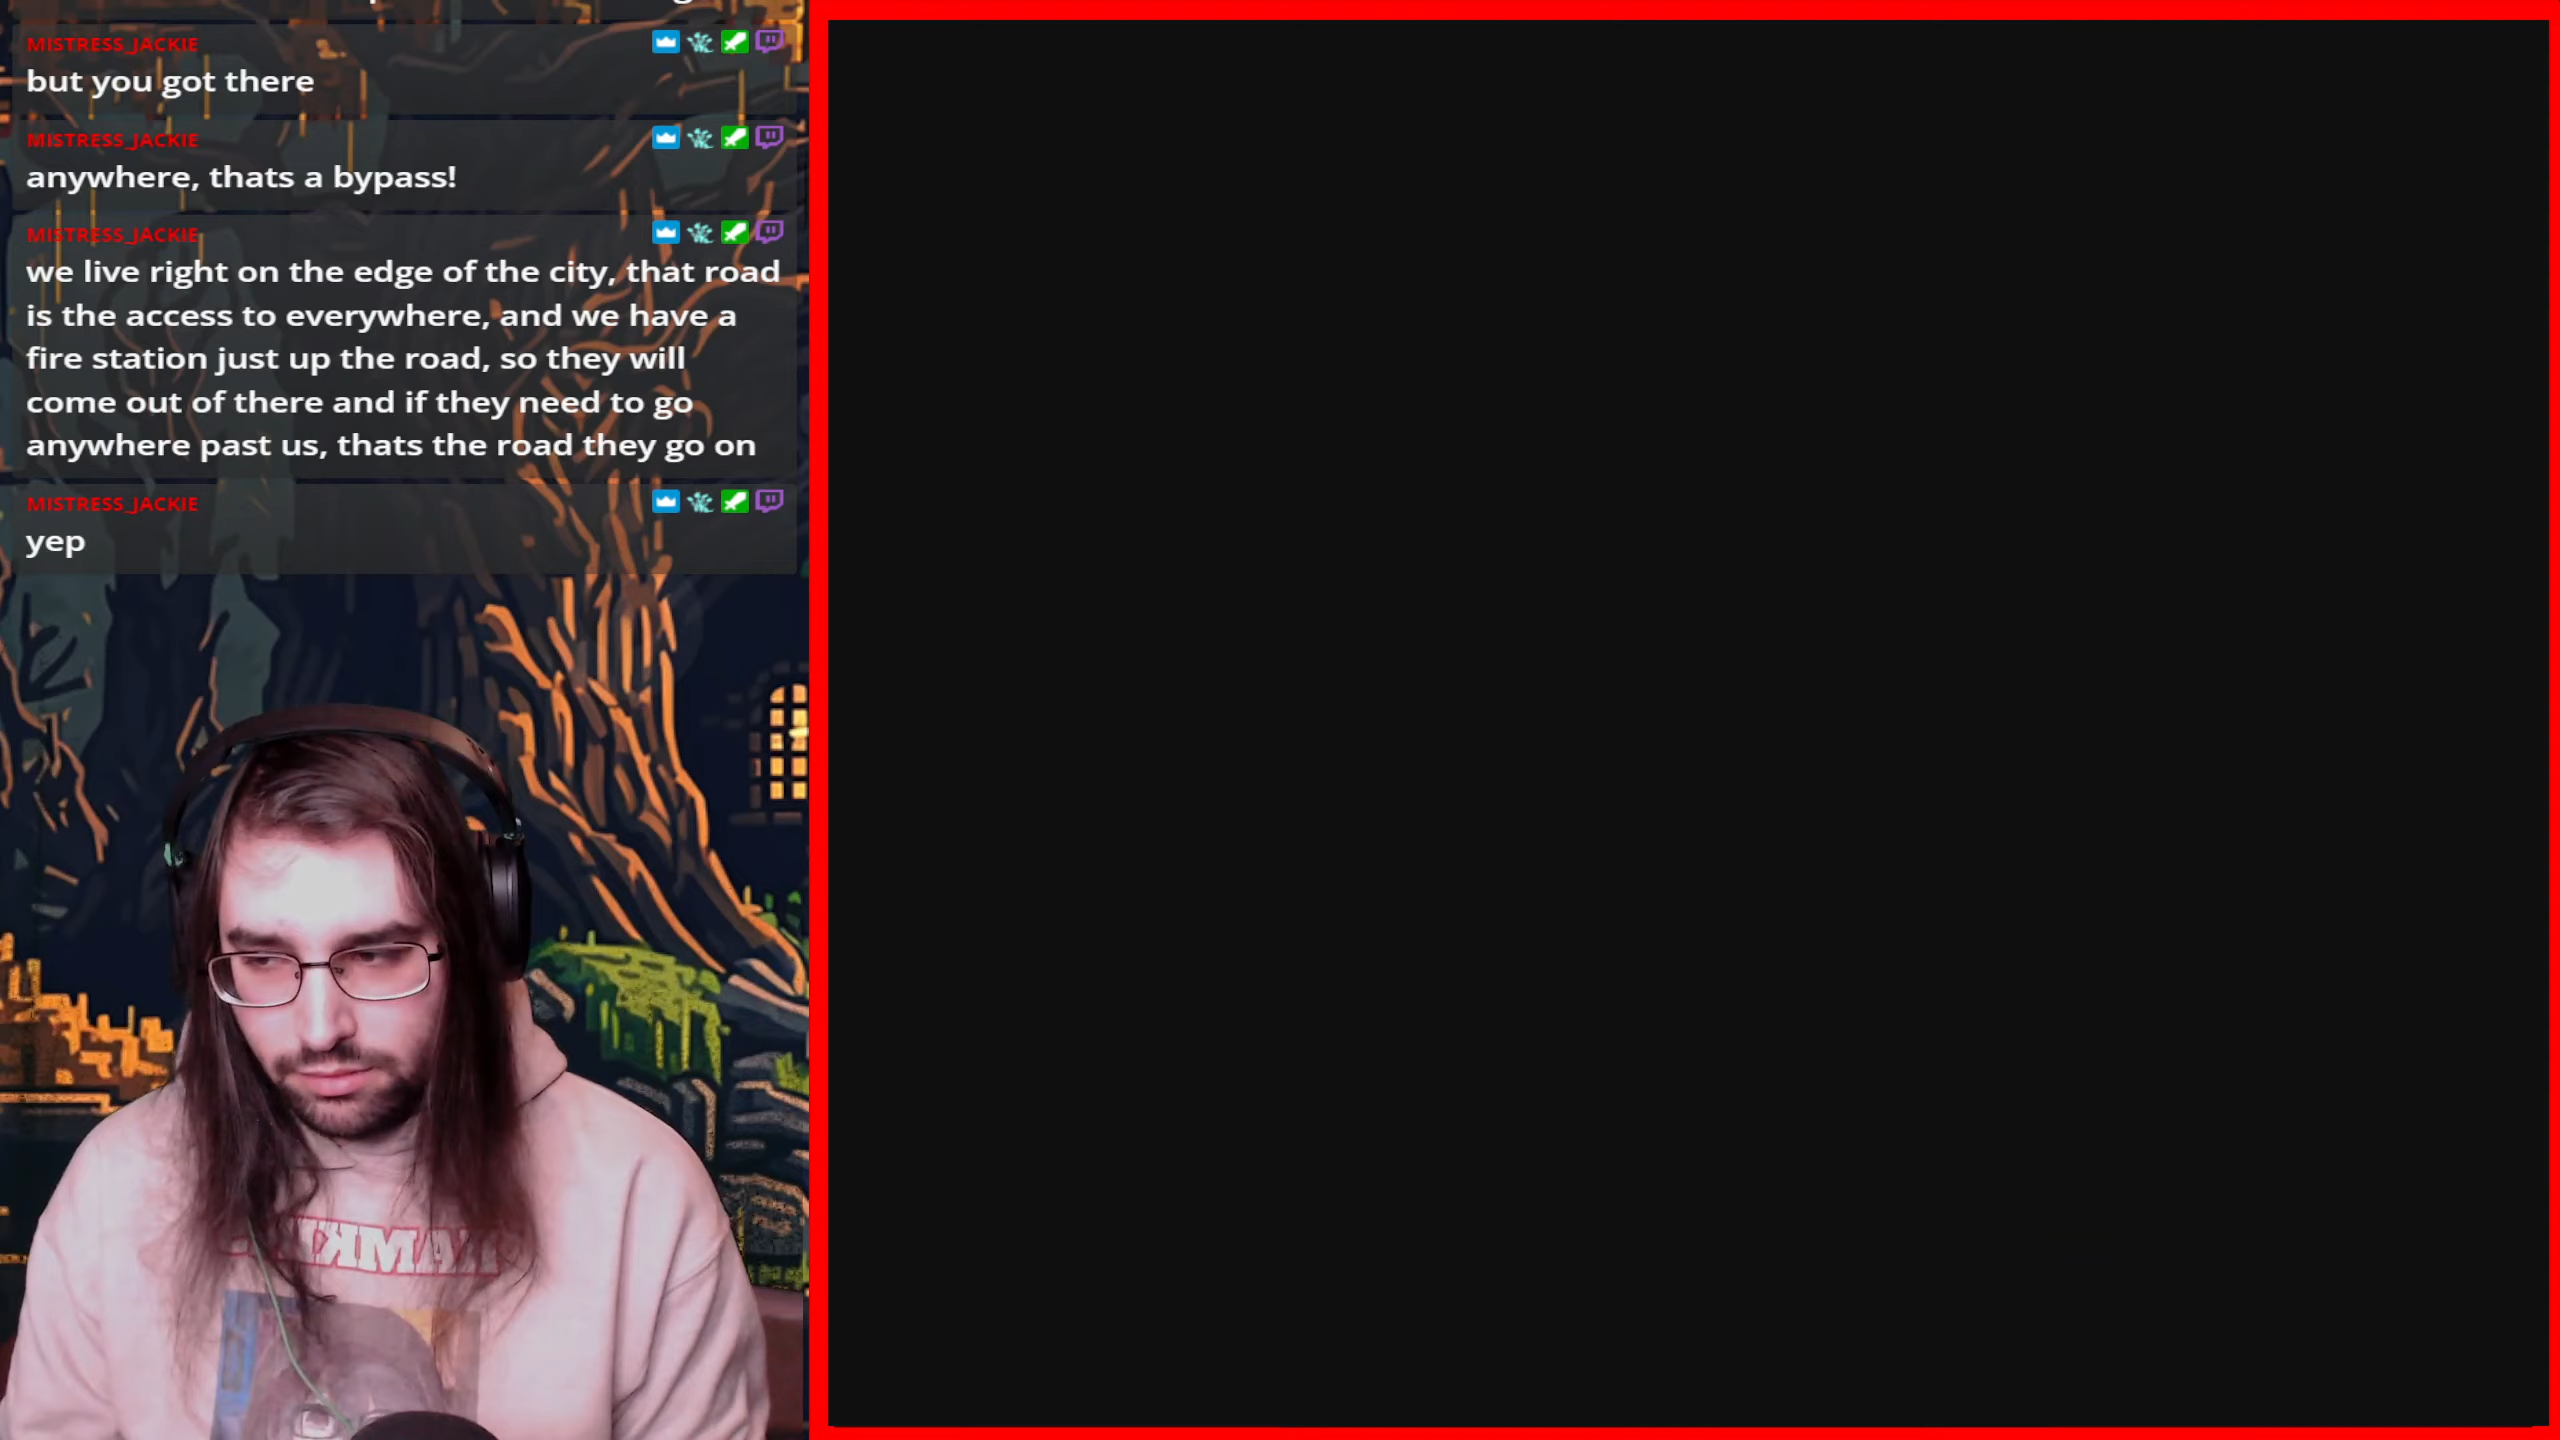 MISTRESS_JACKIE
but you got there
MISTRESS_JACKIE
anywhere, thats a bypass!
MISTRESS_JACKIE
we live right on the edge of the city, that road
is the access to everywhere, and we have a
fire station just up the road, so they will
come out of there and if they need to go
anywhere past us, thats the road they go on
MISTRESS_JACKIE
yep